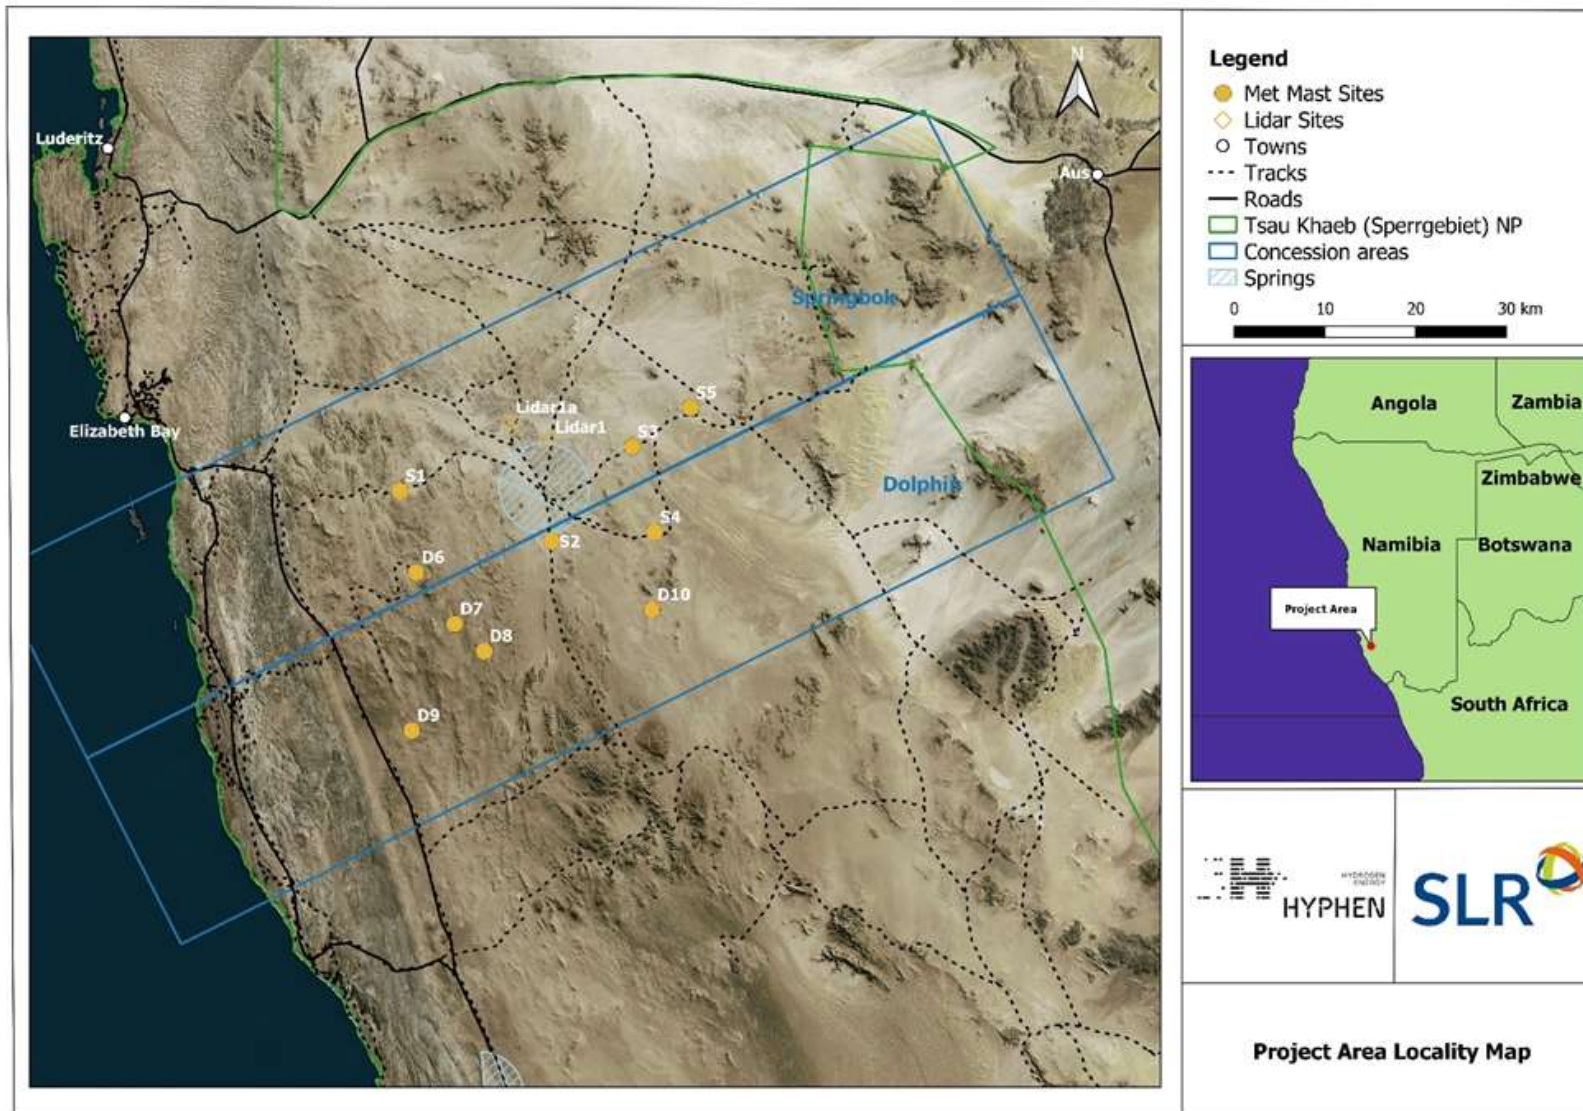 N
Luderitz
Aus
Springbok
S5
Lidar1a
Lidar1
S3
Elizabeth Bay
S1
Dolphin
S4
S2
D6
D10
D7
D8
D9
Legend
Met Mast Sites
Lidar Sites
Towns
Tracks
Roads
Tsau Khaeb (Sperrgebiet) NP
Concession areas
Springs
0 10 20 30 km
Angola
Zambia
Zimbabwe
Namibia
Botswana
Project Area
South Africa
HYDROGEN
ENERGY
HYPHEN
SLR
Project Area Locality Map